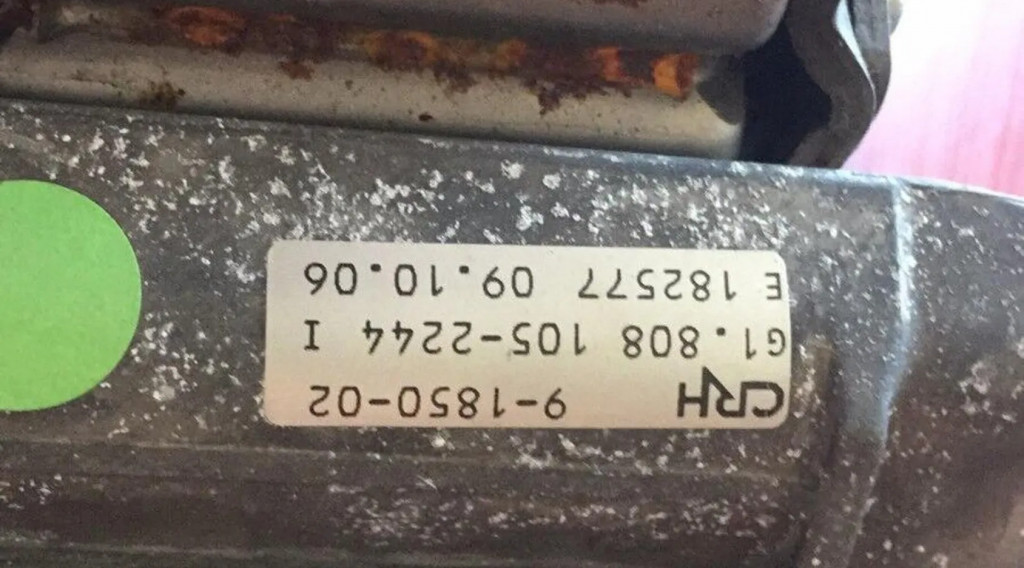 CRH 9-1850-02
G1.808 105-2244 I
E 182577 09.10.06